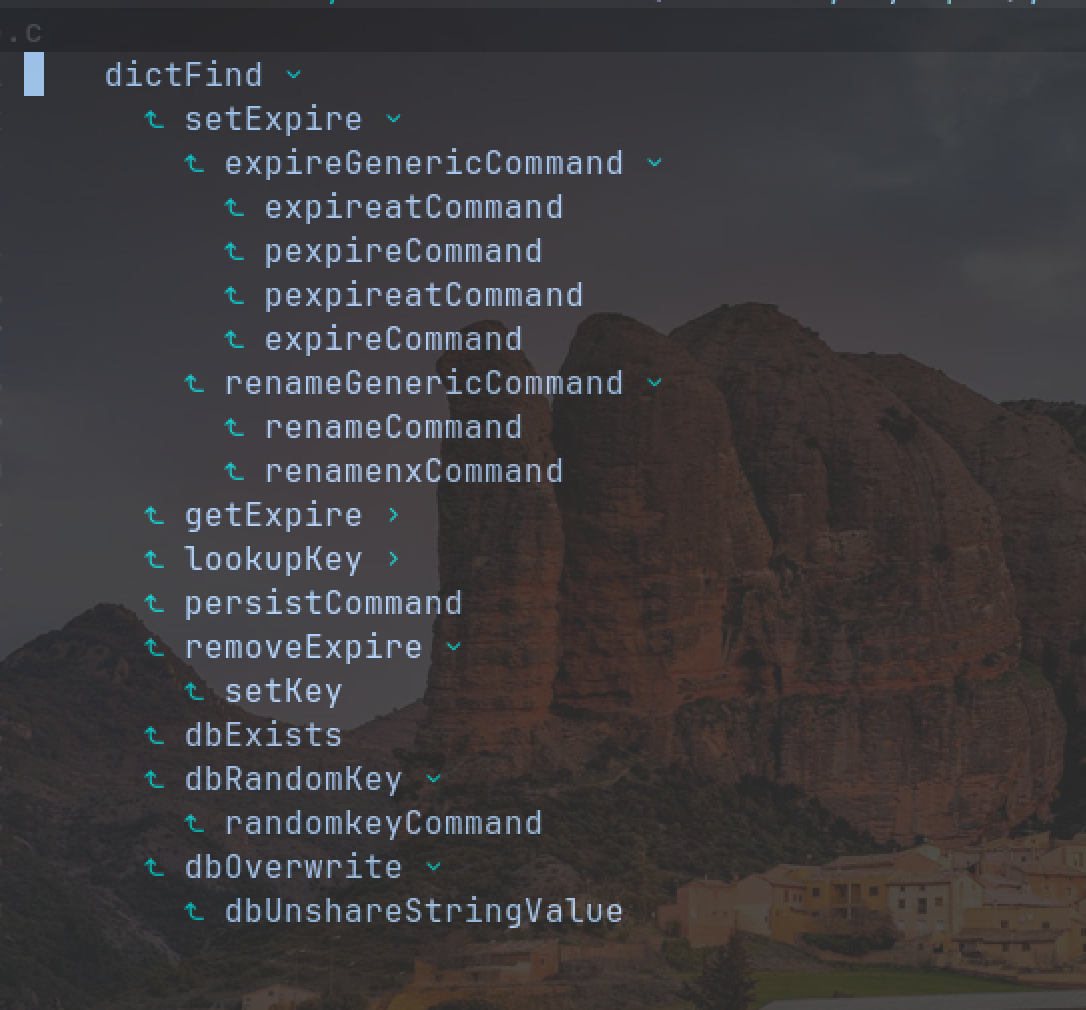 .c
dictFind
setExpire
expireGenericCommand
expireatCommand
pexpireCommand
pexpireatCommand
expireCommand
renameGenericCommand
renameCommand
renamenxCommand
getExpire
lookupKey
persistCommand
removeExpire
setKey
dbExists
dbRandomKey
randomkeyCommand
dbOverwrite
dbUnshareStringValue